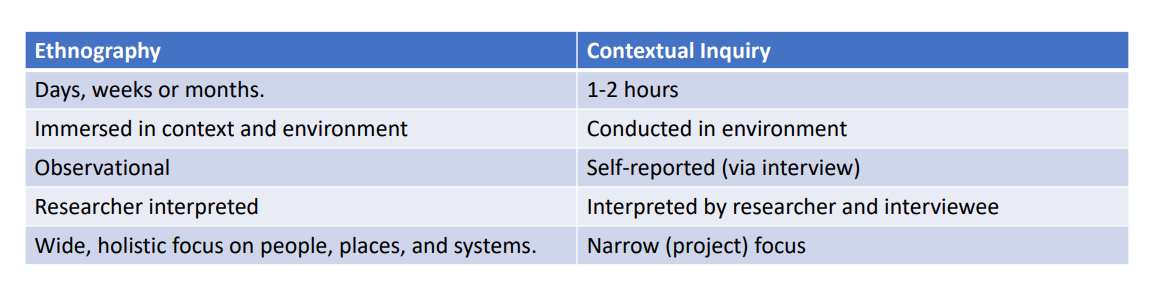 Ethnography Contextual Inquiry
Days, weeks or months. 1-2 hours
Immersed in context and environment Conducted in environment
Observational Self-reported (via interview)
Researcher interpreted Interpreted by researcher and interviewee
Wide, holistic focus on people, places, and systems. Narrow (project) focus